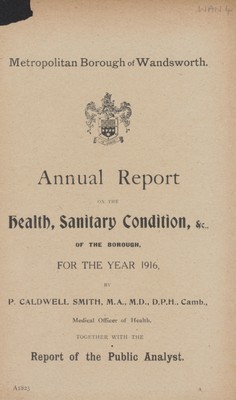 Metropolitan Borough of Wandsworth.
Annual Report
ON THE
Health, Sanitary Condition, &c.,
OF THE BOROUGH,
FOR THE YEAR 1916,
BY
P. CALDWELL SMITH, M.A., M.D., D.P.H., Camb.,
Medical Officer of Health.
TOGETHER WITH THE
Report of the Public Analyst.